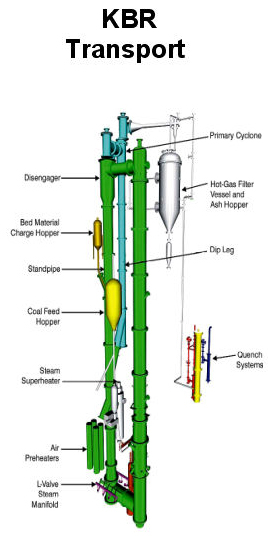 KBR
Transport
Primary Cyclone
Disengager
Hot-Gas Filter
Vessel and
Ash Hopper
Bed Material
Charge Hopper
Dip Leg
Standpipe
Coal Feed
Hopper
Quench
Systems
Steam
Superheater
Air
Preheaters
L-Valve
Steam
Manifold